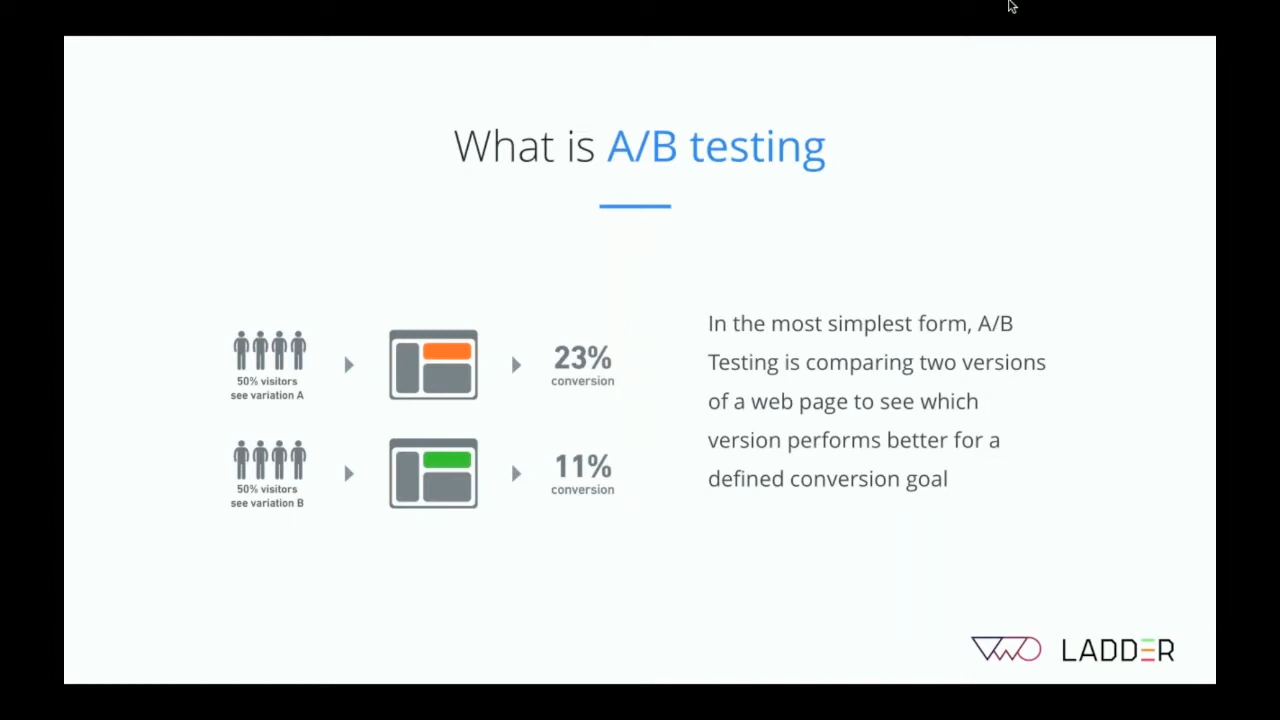 What is A/B testing
50% visitors
see variation A
23%
conversion
50% visitors
see variation B
11%
conversion
In the most simplest form, A/B
Testing is comparing two versions
of a web page to see which
version performs better for a
defined conversion goal
VWO LADDER